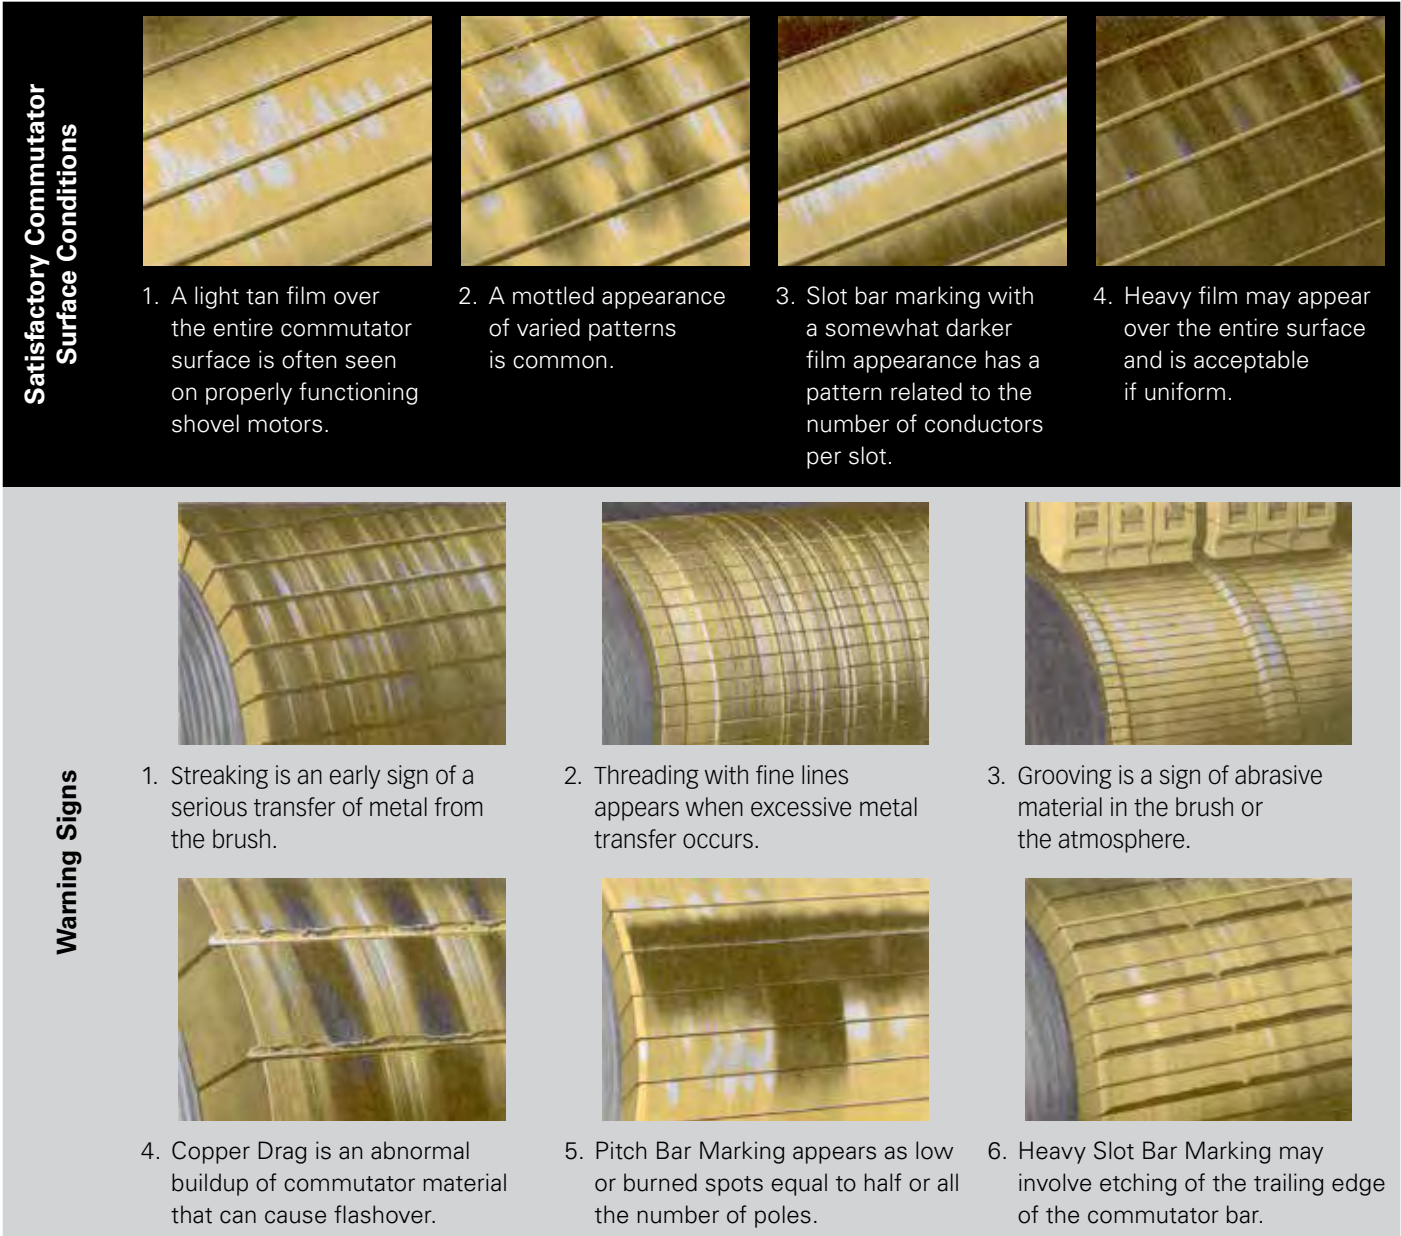 Satisfactory Commutator
Surface Conditions
1. A light tan film over
the entire commutator
surface is often seen
on properly functioning
shovel motors.
2. A mottled appearance
of varied patterns
is common.
3. Slot bar marking with
a somewhat darker
film appearance has a
pattern related to the
number of conductors
per slot.
4. Heavy film may appear
over the entire surface
and is acceptable
if uniform.
Warning Signs
1. Streaking is an early sign of a
serious transfer of metal from
the brush.
2. Threading with fine lines
appears when excessive metal
transfer occurs.
3. Grooving is a sign of abrasive
material in the brush or
the atmosphere.
4. Copper Drag is an abnormal
buildup of commutator material
that can cause flashover.
5. Pitch Bar Marking appears as low
or burned spots equal to half or all
the number of poles.
6. Heavy Slot Bar Marking may
involve etching of the trailing edge
of the commutator bar.